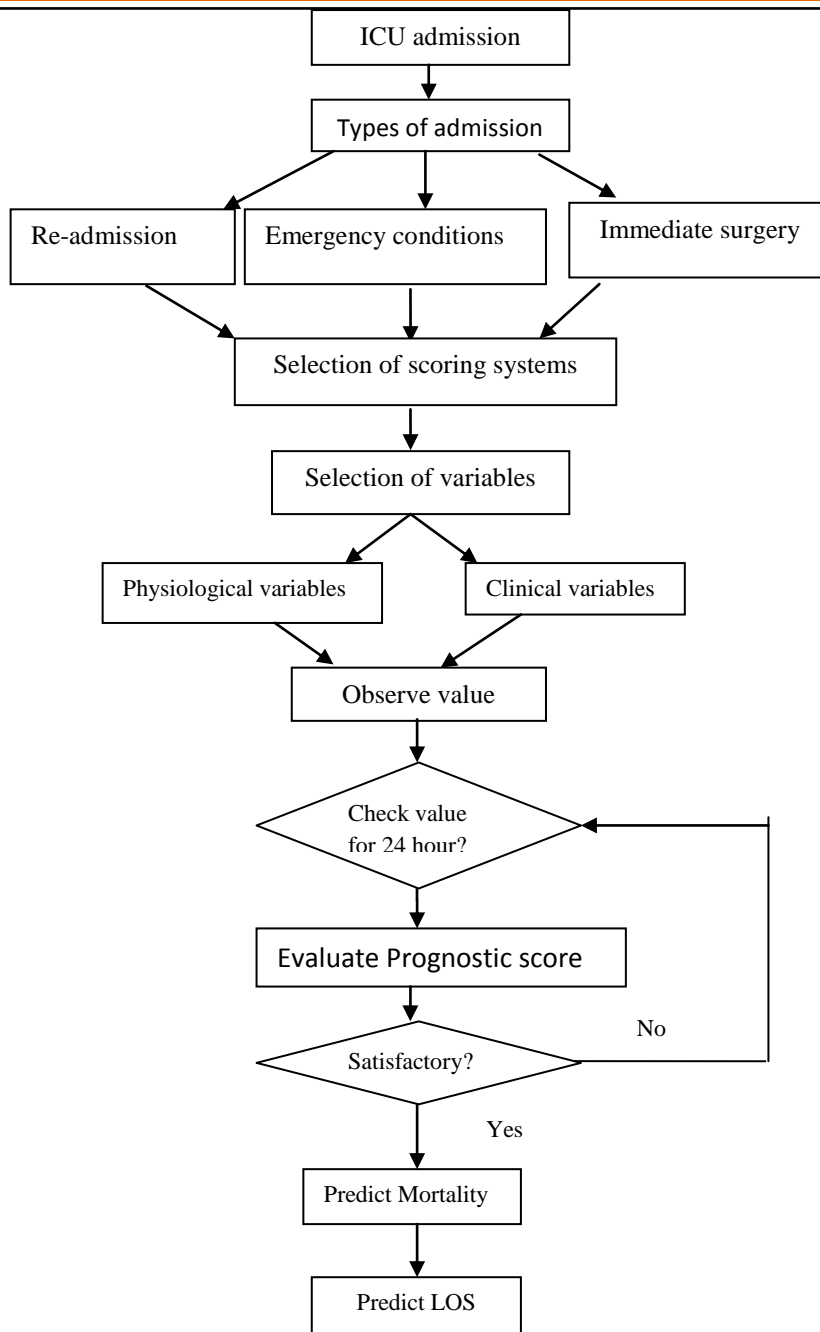 ICU admission
Types of admission
Re-admission
Emergency conditions
Immediate surgery
Selection of scoring systems
Selection of variables
Physiological variables
Clinical variables
Observe value
Check value
for 24 hour?
Evaluate Prognostic score
No
Satisfactory?
Yes
Predict Mortality
Predict LOS